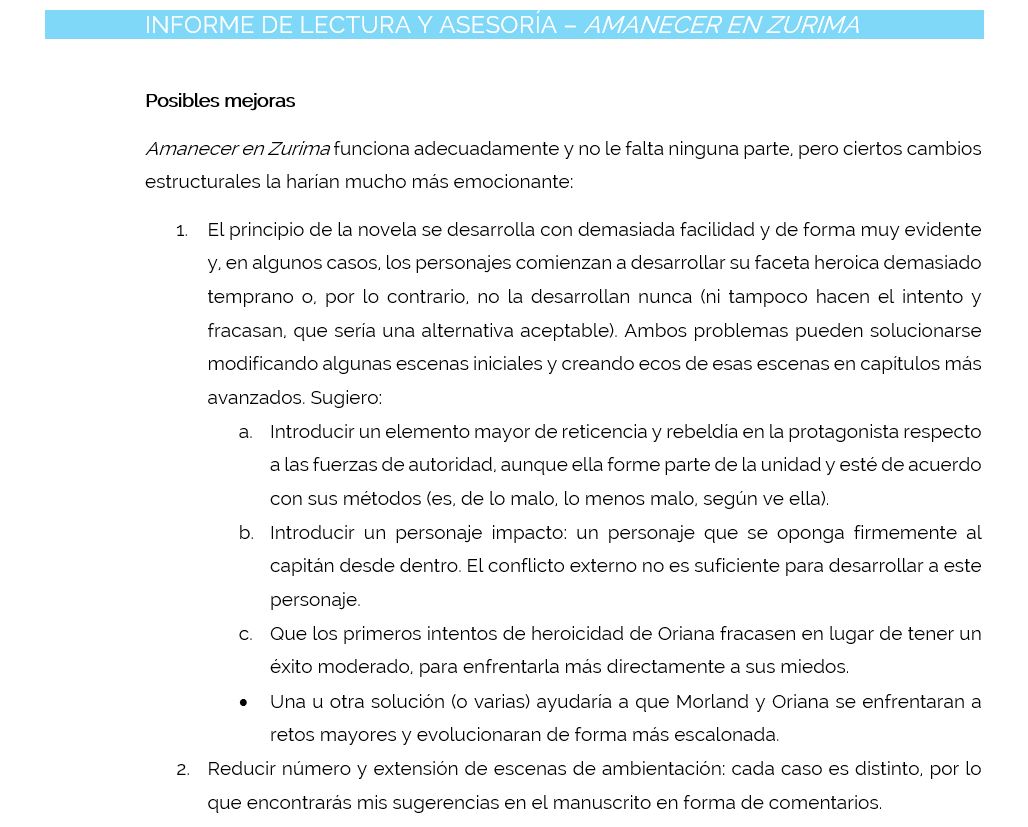 INFORME DE LECTURA Y ASESORÍA – AMANECER EN ZURIMA
Posibles mejoras
Amanecer en Zurima funciona adecuadamente y no le falta ninguna parte, pero ciertos cambios
estructurales la harían mucho más emocionante:
1. El principio de la novela se desarrolla con demasiada facilidad y de forma muy evidente
y, en algunos casos, los personajes comienzan a desarrollar su faceta heroica demasiado
temprano o, por lo contrario, no la desarrollan nunca (ni tampoco hacen el intento y
fracasan, que sería una alternativa aceptable). Ambos problemas pueden solucionarse
modificando algunas escenas iniciales y creando ecos de esas escenas en capítulos más
avanzados. Sugiero:
a. Introducir un elemento mayor de reticencia y rebeldía en la protagonista respecto
a las fuerzas de autoridad, aunque ella forme parte de la unidad y esté de acuerdo
con sus métodos (es, de lo malo, lo menos malo, según ve ella).
b. Introducir un personaje impacto: un personaje que se oponga firmemente al
capitán desde dentro. El conflicto externo no es suficiente para desarrollar a este
personaje.
c. Que los primeros intentos de heroicidad de Oriana fracasen en lugar de tener un
éxito moderado, para enfrentarla más directamente a sus miedos.
• Una u otra solución (o varias) ayudaría a que Morland y Oriana se enfrentaran a
retos mayores y evolucionaran de forma más escalonada.
2. Reducir número y extensión de escenas de ambientación: cada caso es distinto, por lo
que encontrarás mis sugerencias en el manuscrito en forma de comentarios.